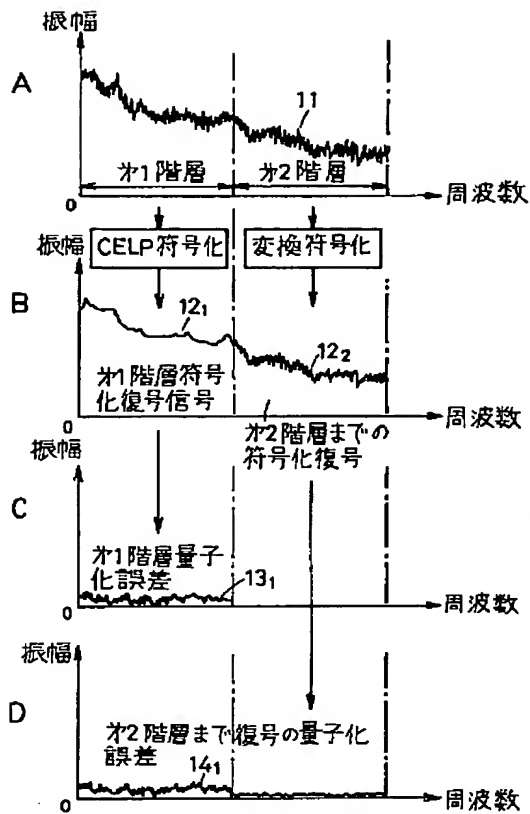 振幅
A
11
オ1階層
オ2階層
0
周波数
振幅
CELP符号化
変換符号化
B
12₁
12₂
オ1階層符号
化復号信号
0
周波数
オ2階層までの
符号化復号
振幅
C
オ1階層量子
化誤差
13₁
0
周波数
振幅
D
オ2階層まで復号の量子化
誤差
14₁
0
周波数